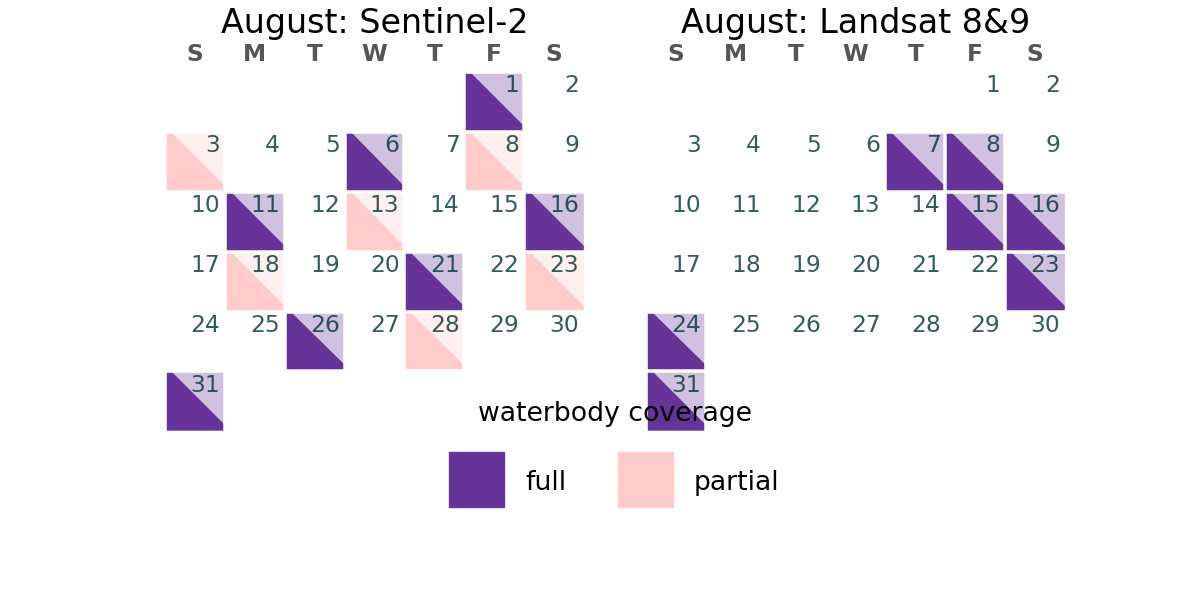 August: Sentinel-2
S M T W T F S
1 2
3 4 5 6 7 8 9
10 11 12 13 14 15 16
17 18 19 20 21 22 23
24 25 26 27 28 29 30
31
August: Landsat 8&9
S M T W T F S
1 2
3 4 5 6 7 8 9
10 11 12 13 14 15 16
17 18 19 20 21 22 23
24 25 26 27 28 29 30
31
waterbody coverage
full partial